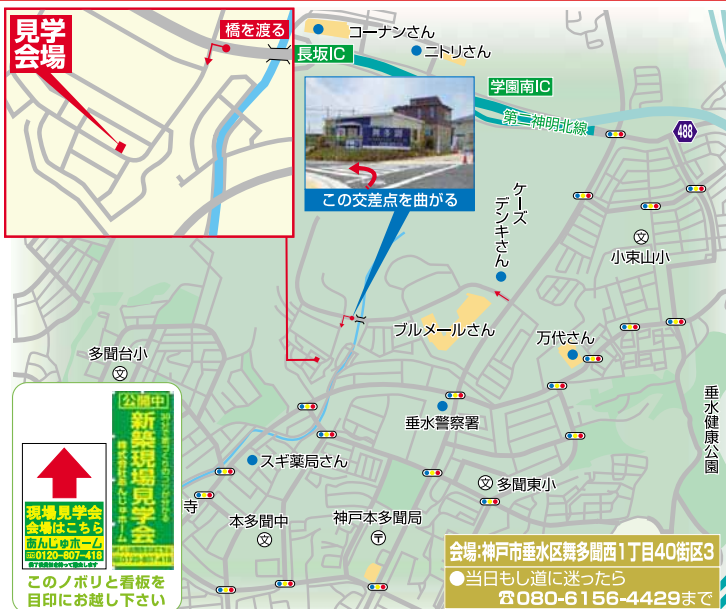 見学
会場
橋を渡る
コーナンさん
ニトリさん
長坂IC
学園南IC
第二神明北線
488
この交差点を曲がる
ケーズ
デンキさん
文
小束山小
ブルメールさん
万代さん
多聞台小
文
垂水警察署
垂水健康公園
スギ薬局さん
文 多聞東小
寺
本多聞中
文
神戸本多聞局
〒
公開中
新築現場見学会
株式会社あんじゅホーム
現場見学会
会場はこちら
あんじゅホーム
0120-807-418
このノボリと看板を
目印にお越し下さい
会場:神戸市垂水区舞多聞西1丁目40街区3
●当日もし道に迷ったら
☎080-6156-4429まで